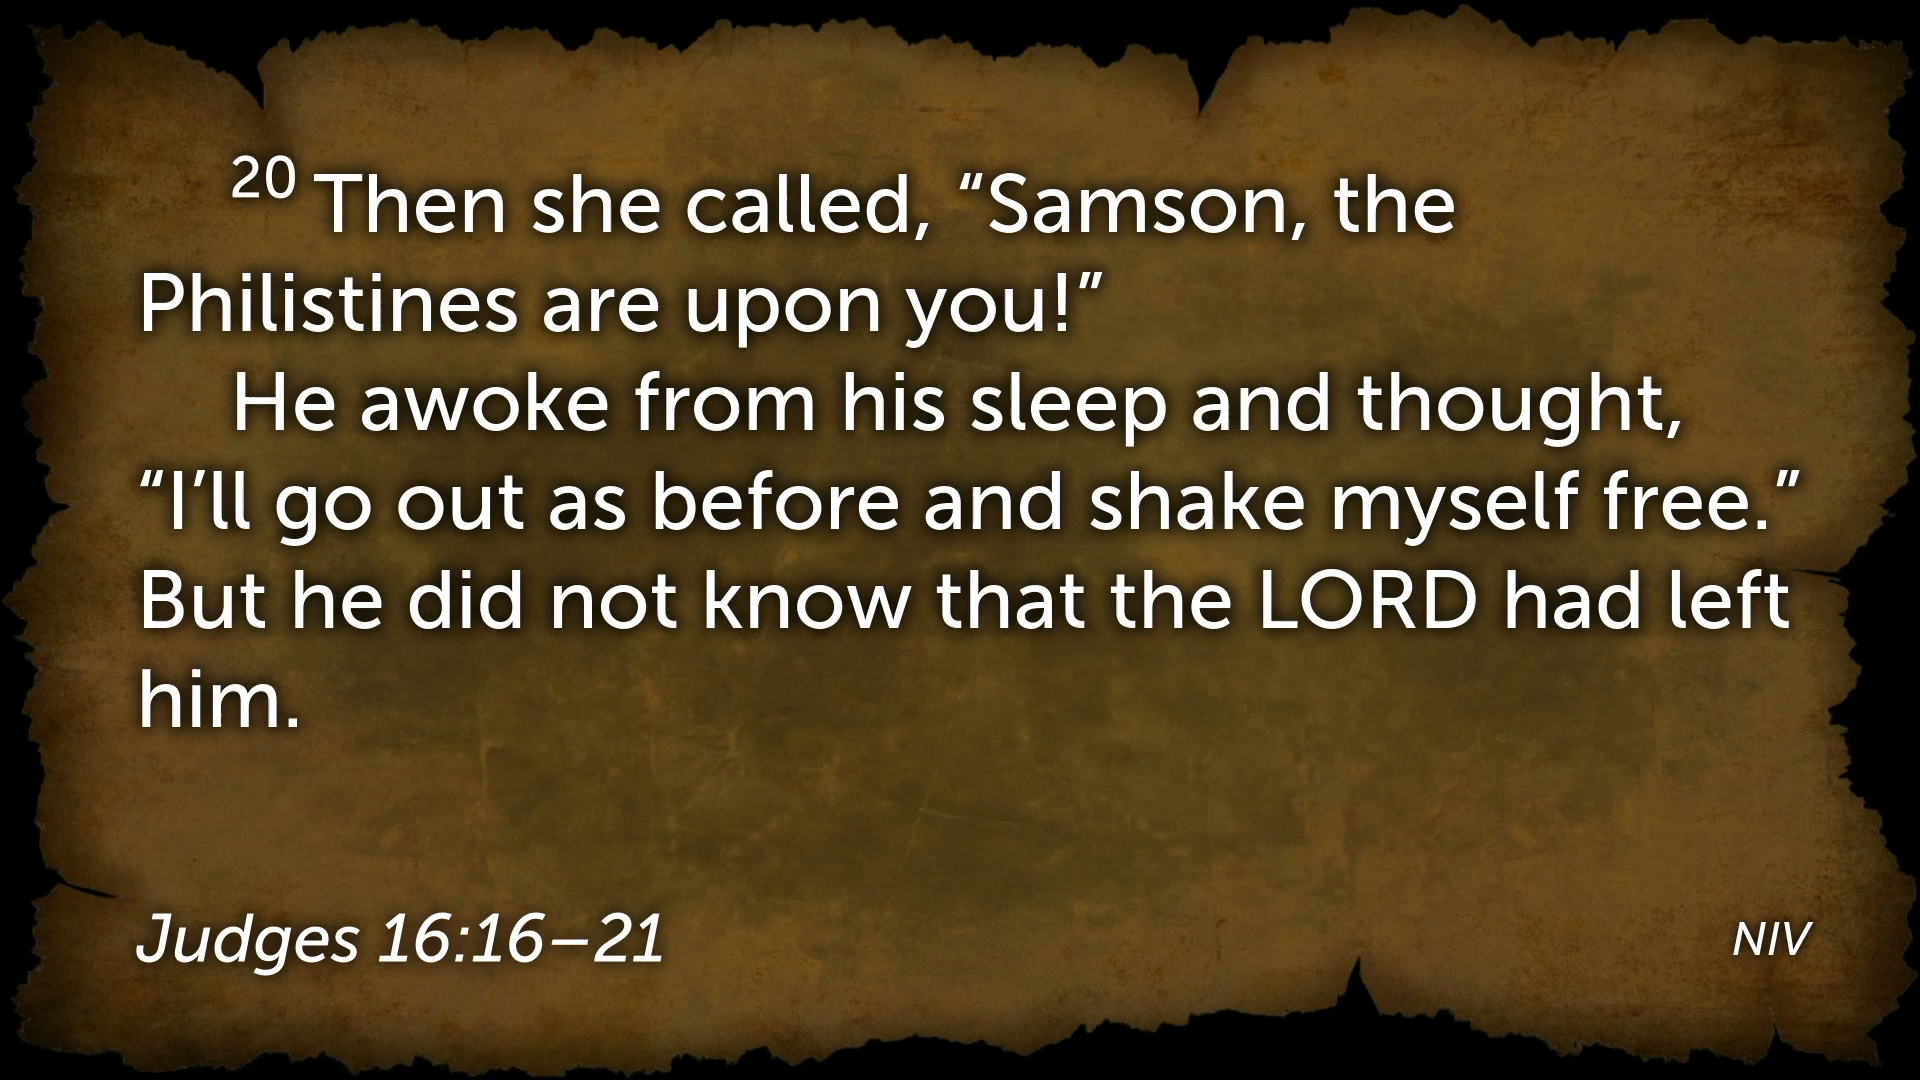 20 Then she called, “Samson, the
Philistines are upon you!”
He awoke from his sleep and thought,
“I’ll go out as before and shake myself free.”
But he did not know that the LORD had left
him.
Judges 16:16–21
NIV